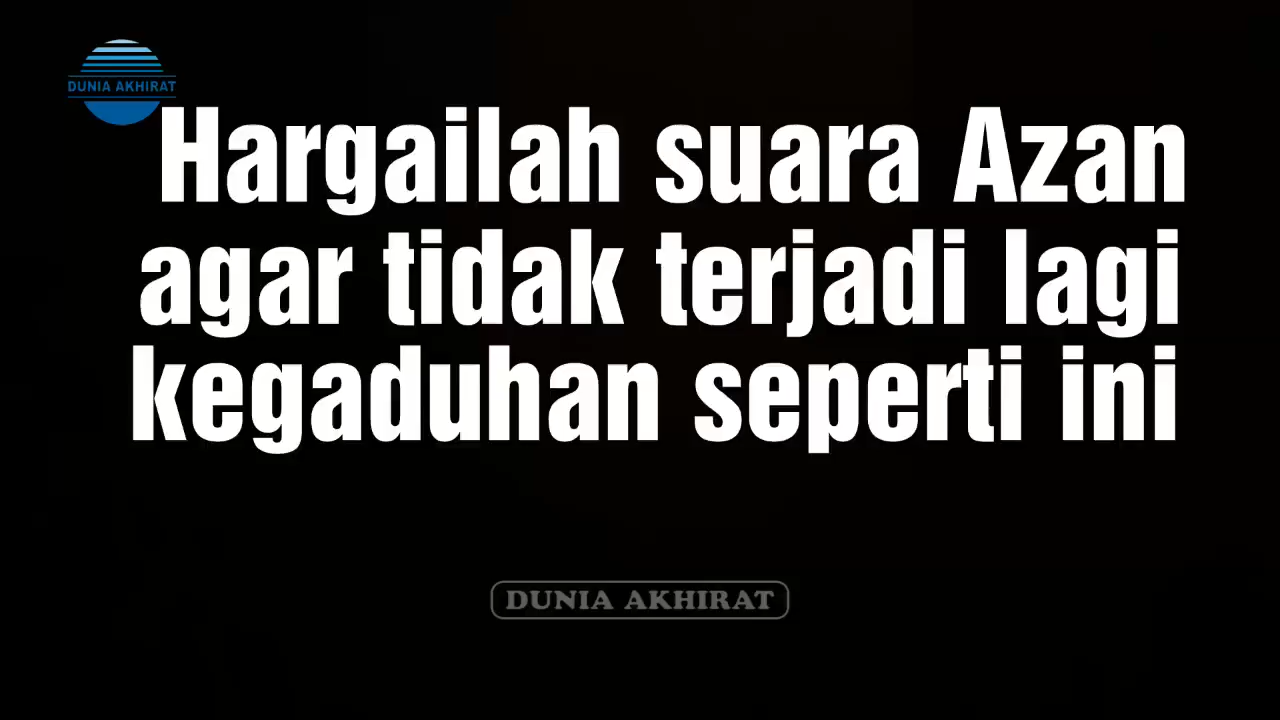 DUNIA AKHIRAT
Hargailah suara Azan
agar tidak terjadi lagi
kegaduhan seperti ini
DUNIA AKHIRAT